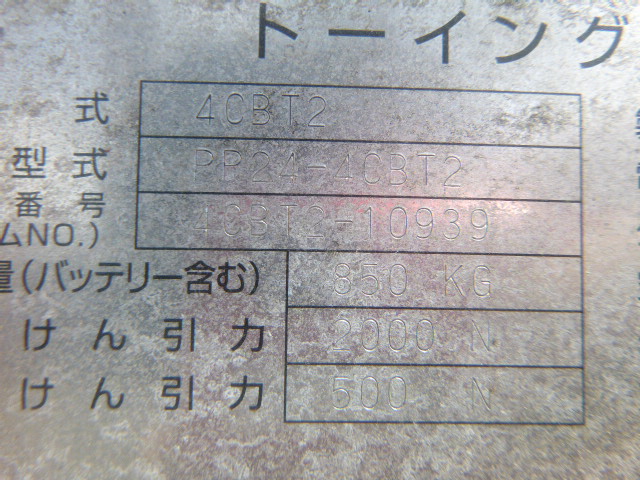 トーイング
式 4CBT2
型式 PP24-4CBT2
番号
ムNO.) 4CBT2-10939
量(バッテリー含む) 850 KG
けん引力 2000 N
けん引力 500 N